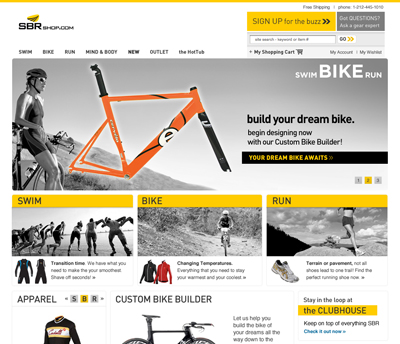 Free Shipping | phone: 1-212-445-1010
SBRSHOP.COM
SIGN UP for the buzz >>
Got QUESTIONS?
Ask a gear expert
site search - keyword or item #
GO >>
SWIM BIKE RUN MIND & BODY NEW OUTLET the HotTub
+ My Shopping Cart
My Account / My Wishlist
SWIM BIKE RUN
build your dream bike.
begin designing now
with our Custom Bike Builder!
YOUR DREAM BIKE AWAITS >>
1 2 3
SWIM
BIKE
RUN
Transition time. We have what you
need to make the your smoothest
Shave off seconds! >>
Changing Temperatures.
Everything that you need to stay
your warmest and your coolest >>
Terrain or pavement, not all
shoes lead to one trail! Find the
perfect running shoe now. >>
APPAREL
« S B R »
CUSTOM BIKE BUILDER
Let us help you
build the bike of
your dreams all the
way down to the
Stay in the loop at
the CLUBHOUSE
Keep on top of everything SBR
Check it out now >>